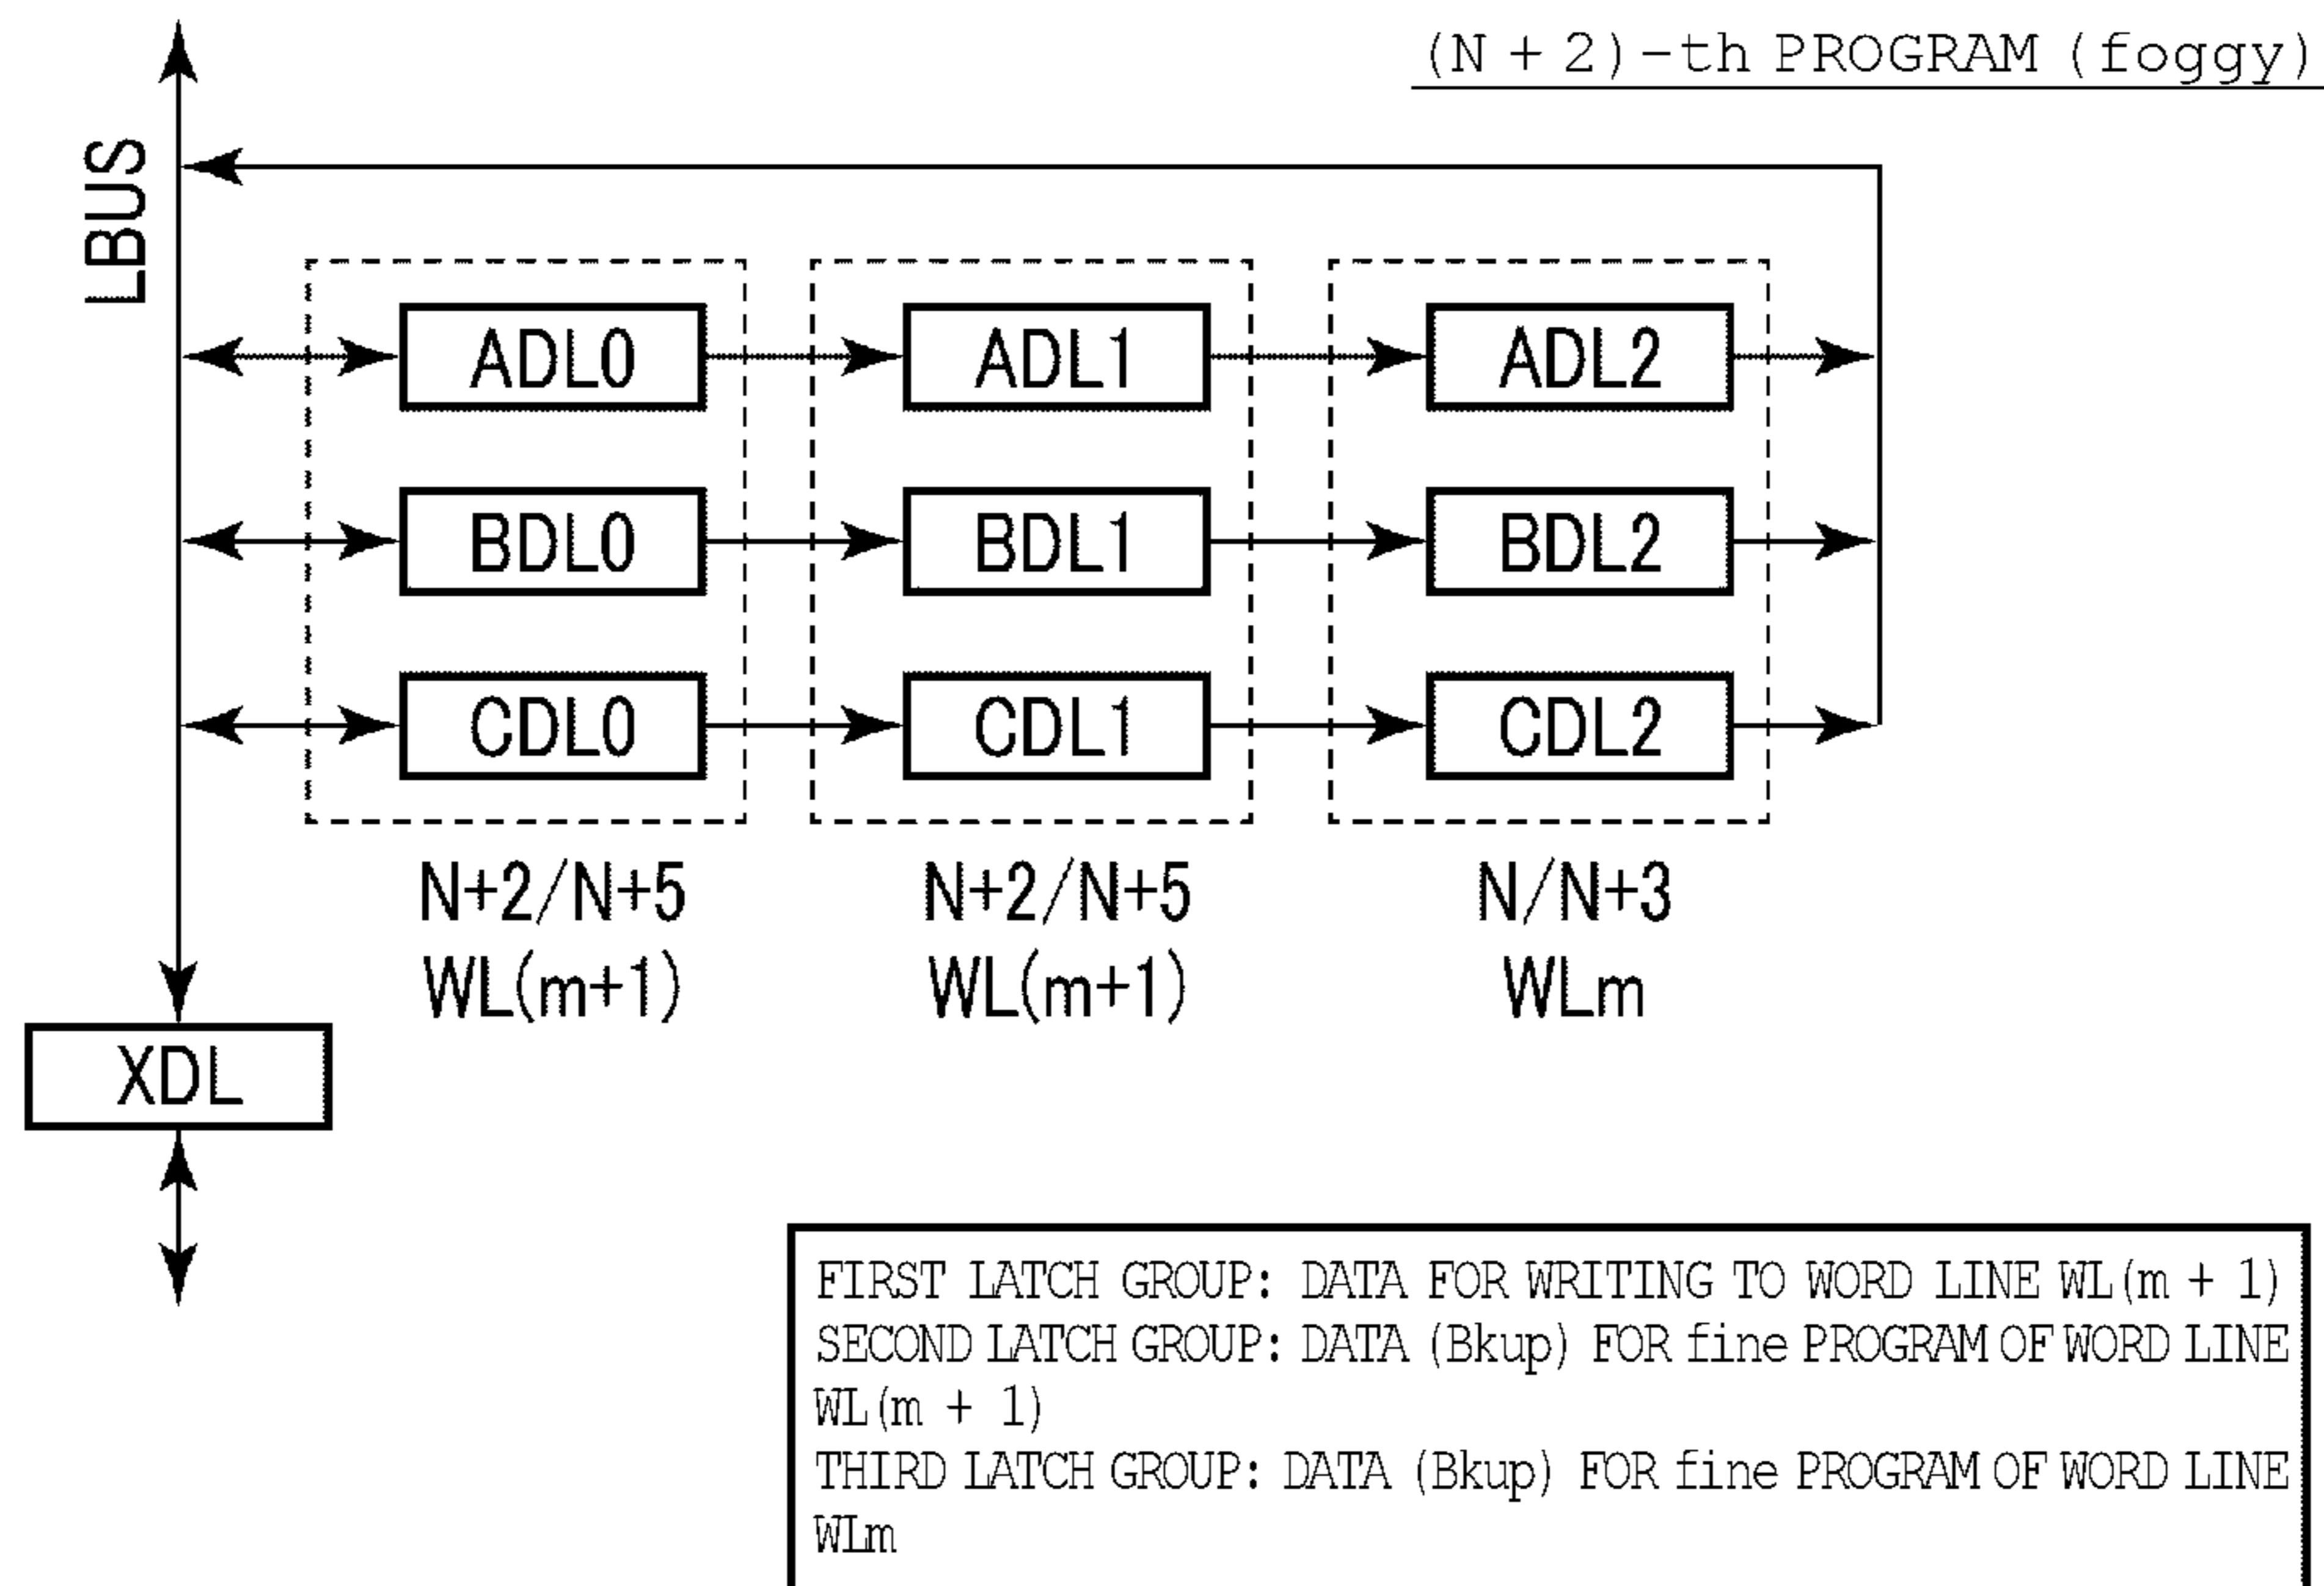 (N + 2)-th PROGRAM (foggy)
LBUS
ADL0 ADL1 ADL2
BDL0 BDL1 BDL2
CDL0 CDL1 CDL2
N+2/N+5 N+2/N+5 N/N+3
WL(m+1) WL(m+1) WLm
XDL
FIRST LATCH GROUP: DATA FOR WRITING TO WORD LINE WL(m + 1)
SECOND LATCH GROUP: DATA (Bkup) FOR fine PROGRAM OF WORD LINE
WL(m + 1)
THIRD LATCH GROUP: DATA (Bkup) FOR fine PROGRAM OF WORD LINE
WLm